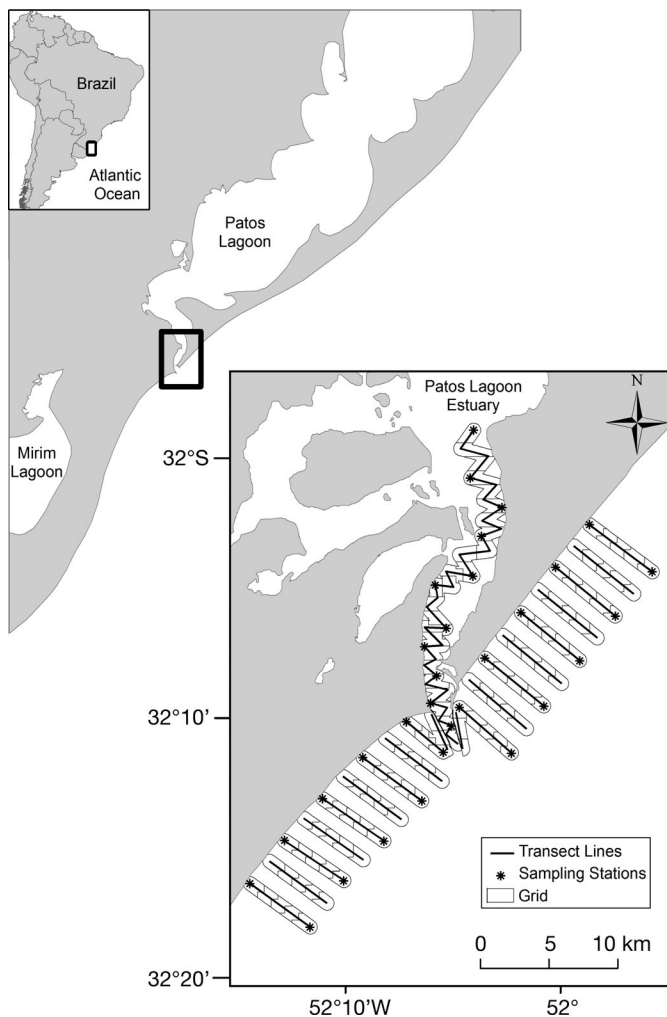 Brazil
Atlantic
Ocean
Patos
Lagoon
Mirim
Lagoon
Patos Lagoon
Estuary
N
32°S
32°10'
32°20'
Transect Lines
Sampling Stations
Grid
0 5 10 km
52°10'W 52°